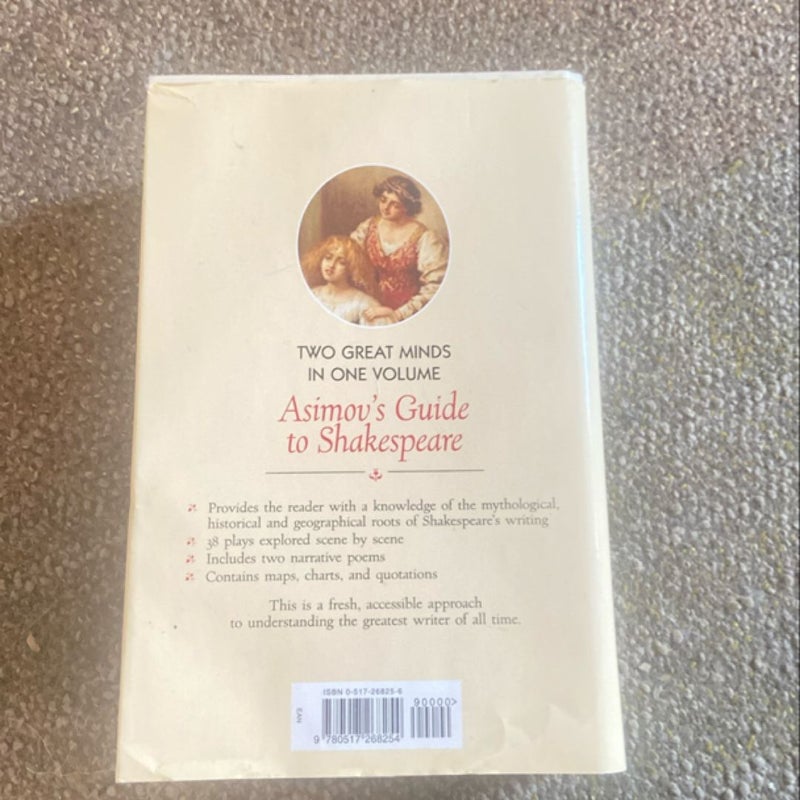 TWO GREAT MINDS
IN ONE VOLUME
Asimov's Guide
to Shakespeare
Provides the reader with a knowledge of the mythological,
historical and geographical roots of Shakespeare's writing
38 plays explored scene by scene
Includes two narrative poems
Contains maps, charts, and quotations
This is a fresh, accessible approach
to understanding the greatest writer of all time.
ISBN 0-517-26825-6
90000>
EAN
9 780517 268254